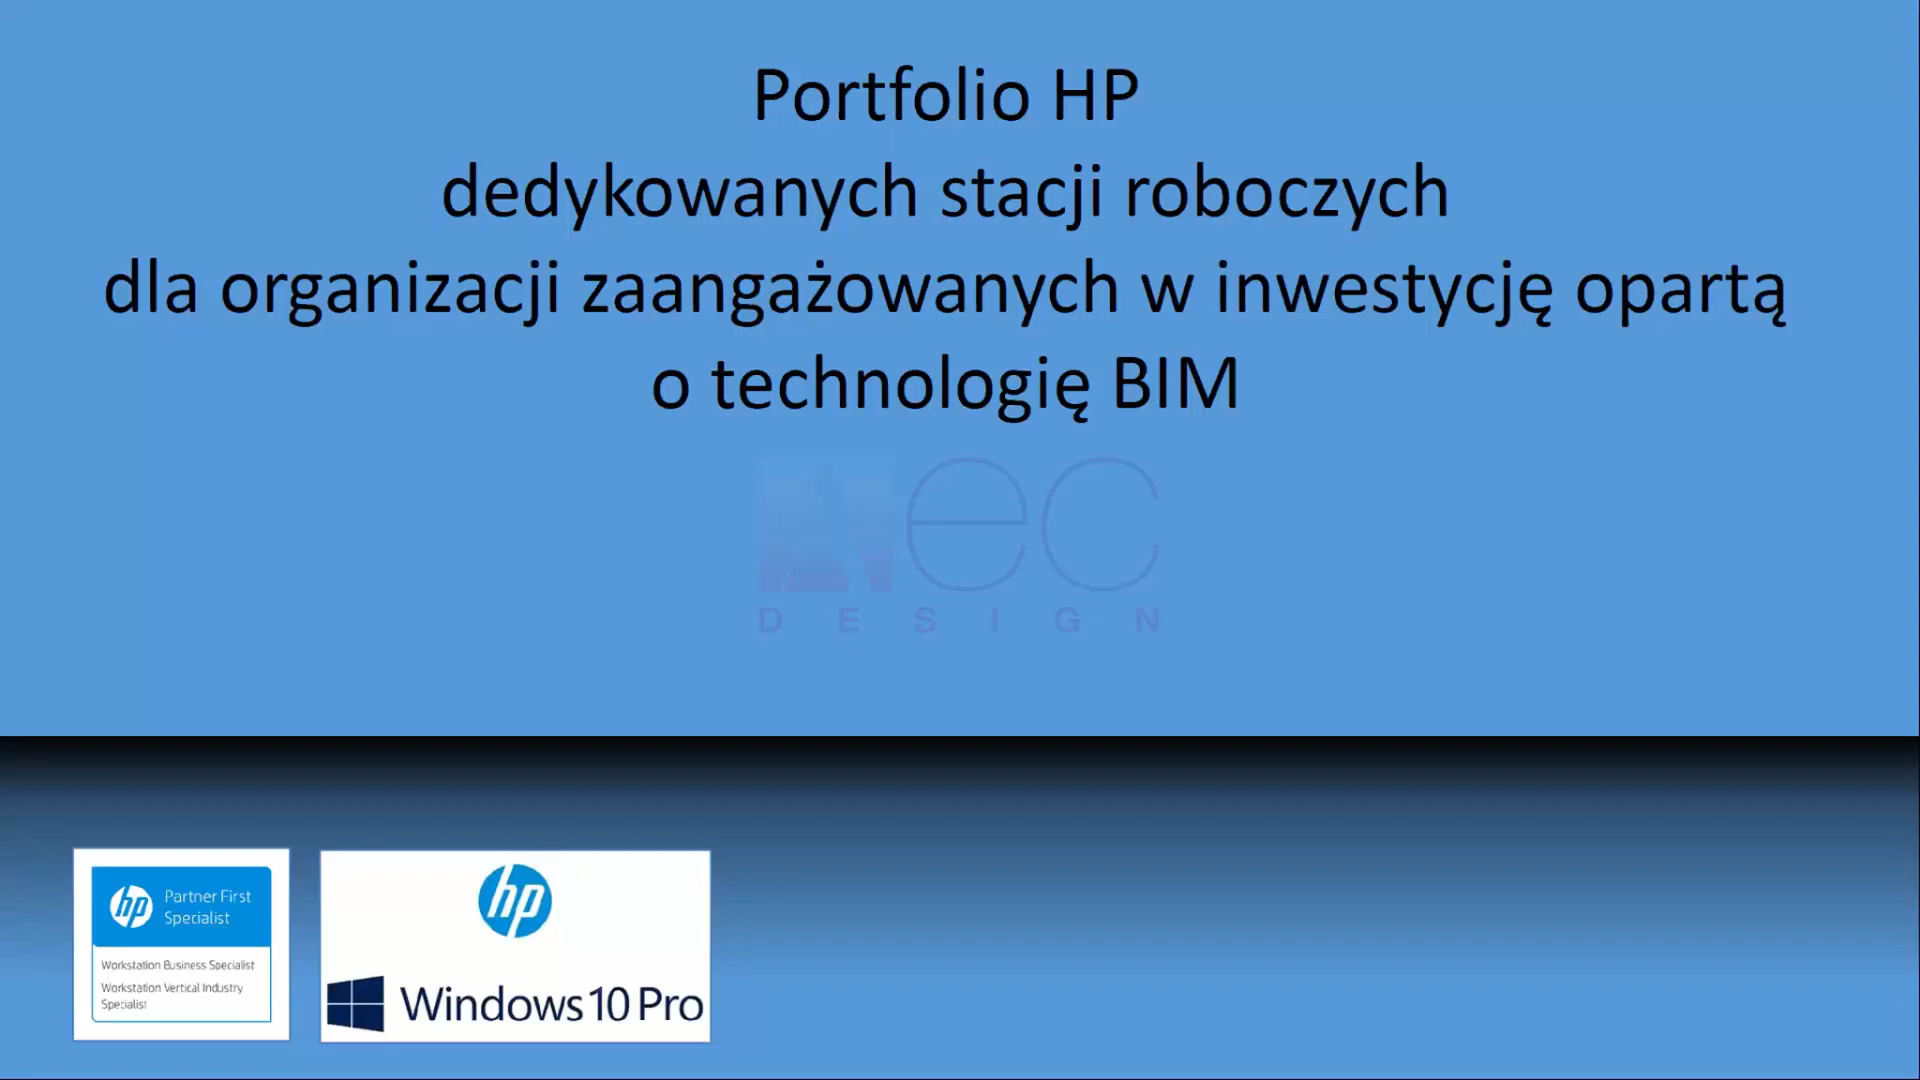 Portfolio HP
dedykowanych stacji roboczych
dla organizacji zaangażowanych w inwestycję opartą
o technologię BIM
AEC
DESIGN
hp
Partner First
Specialist
Workstation Business Specialist
Workstation Vertical Industry
Specialist
hp
Windows 10 Pro